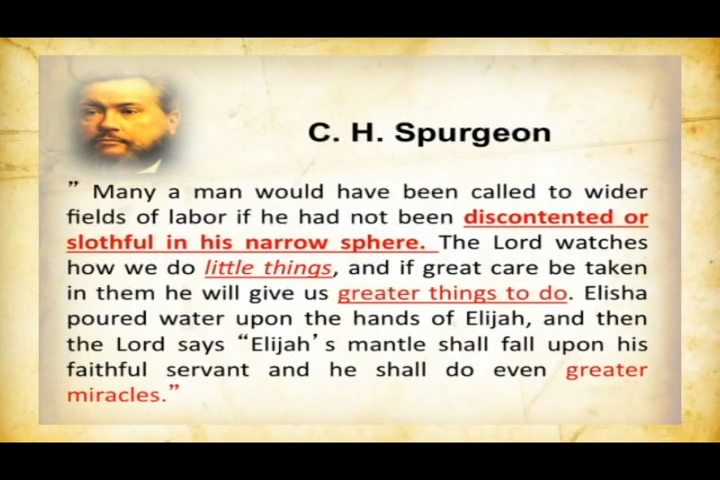 C. H. Spurgeon
” Many a man would have been called to wider
fields of labor if he had not been discontented or
slothful in his narrow sphere. The Lord watches
how we do little things, and if great care be taken
in them he will give us greater things to do. Elisha
poured water upon the hands of Elijah, and then
the Lord says “Elijah’s mantle shall fall upon his
faithful servant and he shall do even greater
miracles.”